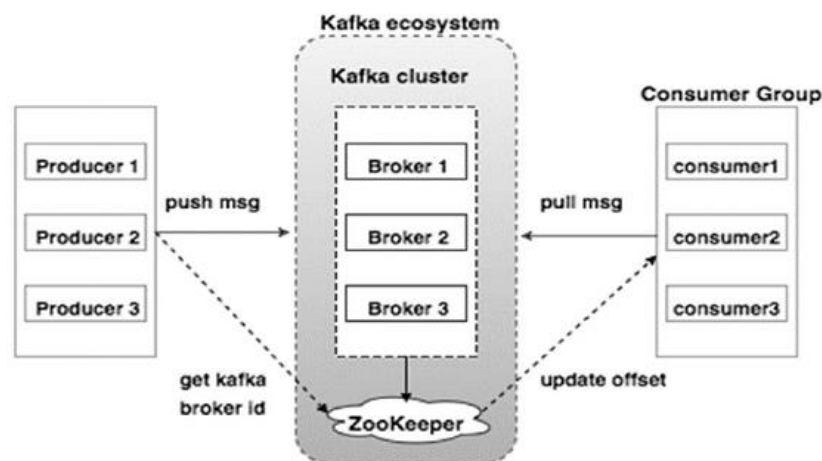 Kafka ecosystem
Kafka cluster
Consumer Group
Producer 1
Broker 1
consumer1
push msg
pull msg
Producer 2
Broker 2
consumer2
Producer 3
Broker 3
consumer3
get kafka
broker id
update offset
ZooKeeper